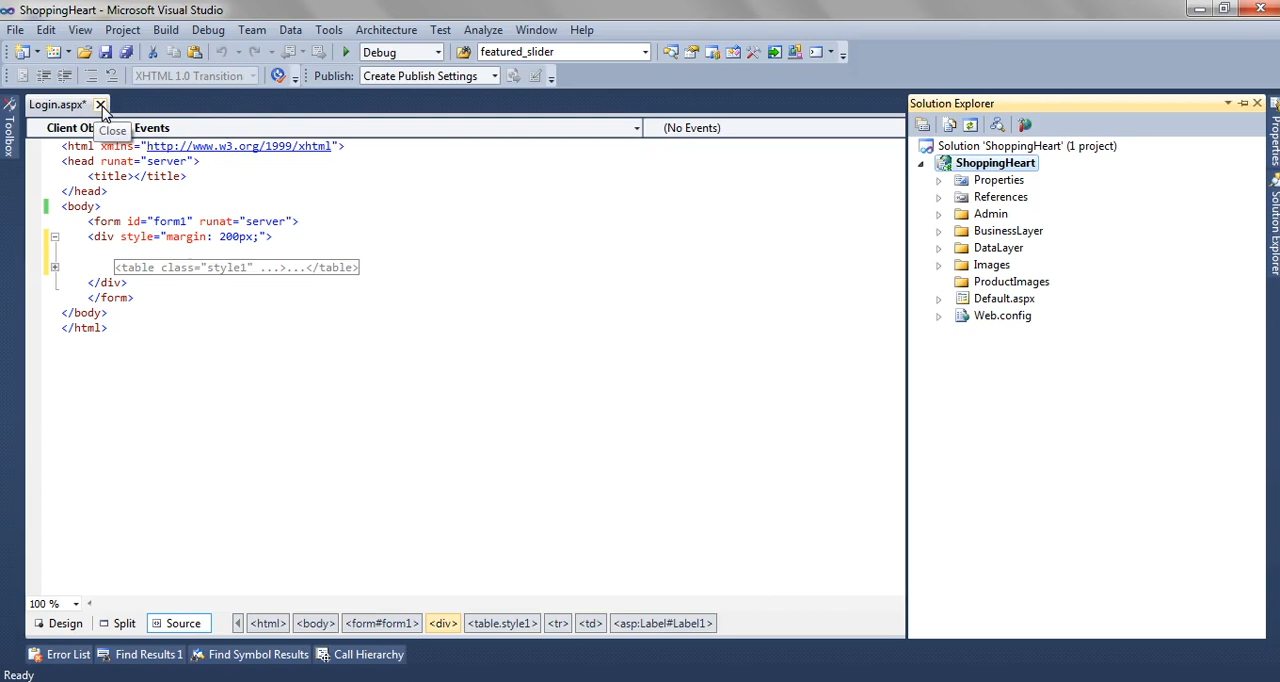 ShoppingHeart - Microsoft Visual Studio
File Edit View Project Build Debug Team Data Tools Architecture Test Analyze Window Help
Debug featured_slider
XHTML 1.0 Transition Publish: Create Publish Settings
Login.aspx*
Close
Client Ob Events (No Events)
<html xmlns="http://www.w3.org/1999/xhtml">
<head runat="server">
<title></title>
</head>
<body>
<form id="form1" runat="server">
<div style="margin: 200px;">
<table class="style1" ...>...</table>
</div>
</form>
</body>
</html>
100 %
Design Split Source <html> <body> <form#form1> <div> <table.style1> <tr> <td> <asp:Label#Label1>
Error List Find Results 1 Find Symbol Results Call Hierarchy
Ready
Toolbox
Solution Explorer
Solution 'ShoppingHeart' (1 project)
ShoppingHeart
Properties
References
Admin
BusinessLayer
DataLayer
Images
ProductImages
Default.aspx
Web.config
Properties
Solution Explorer